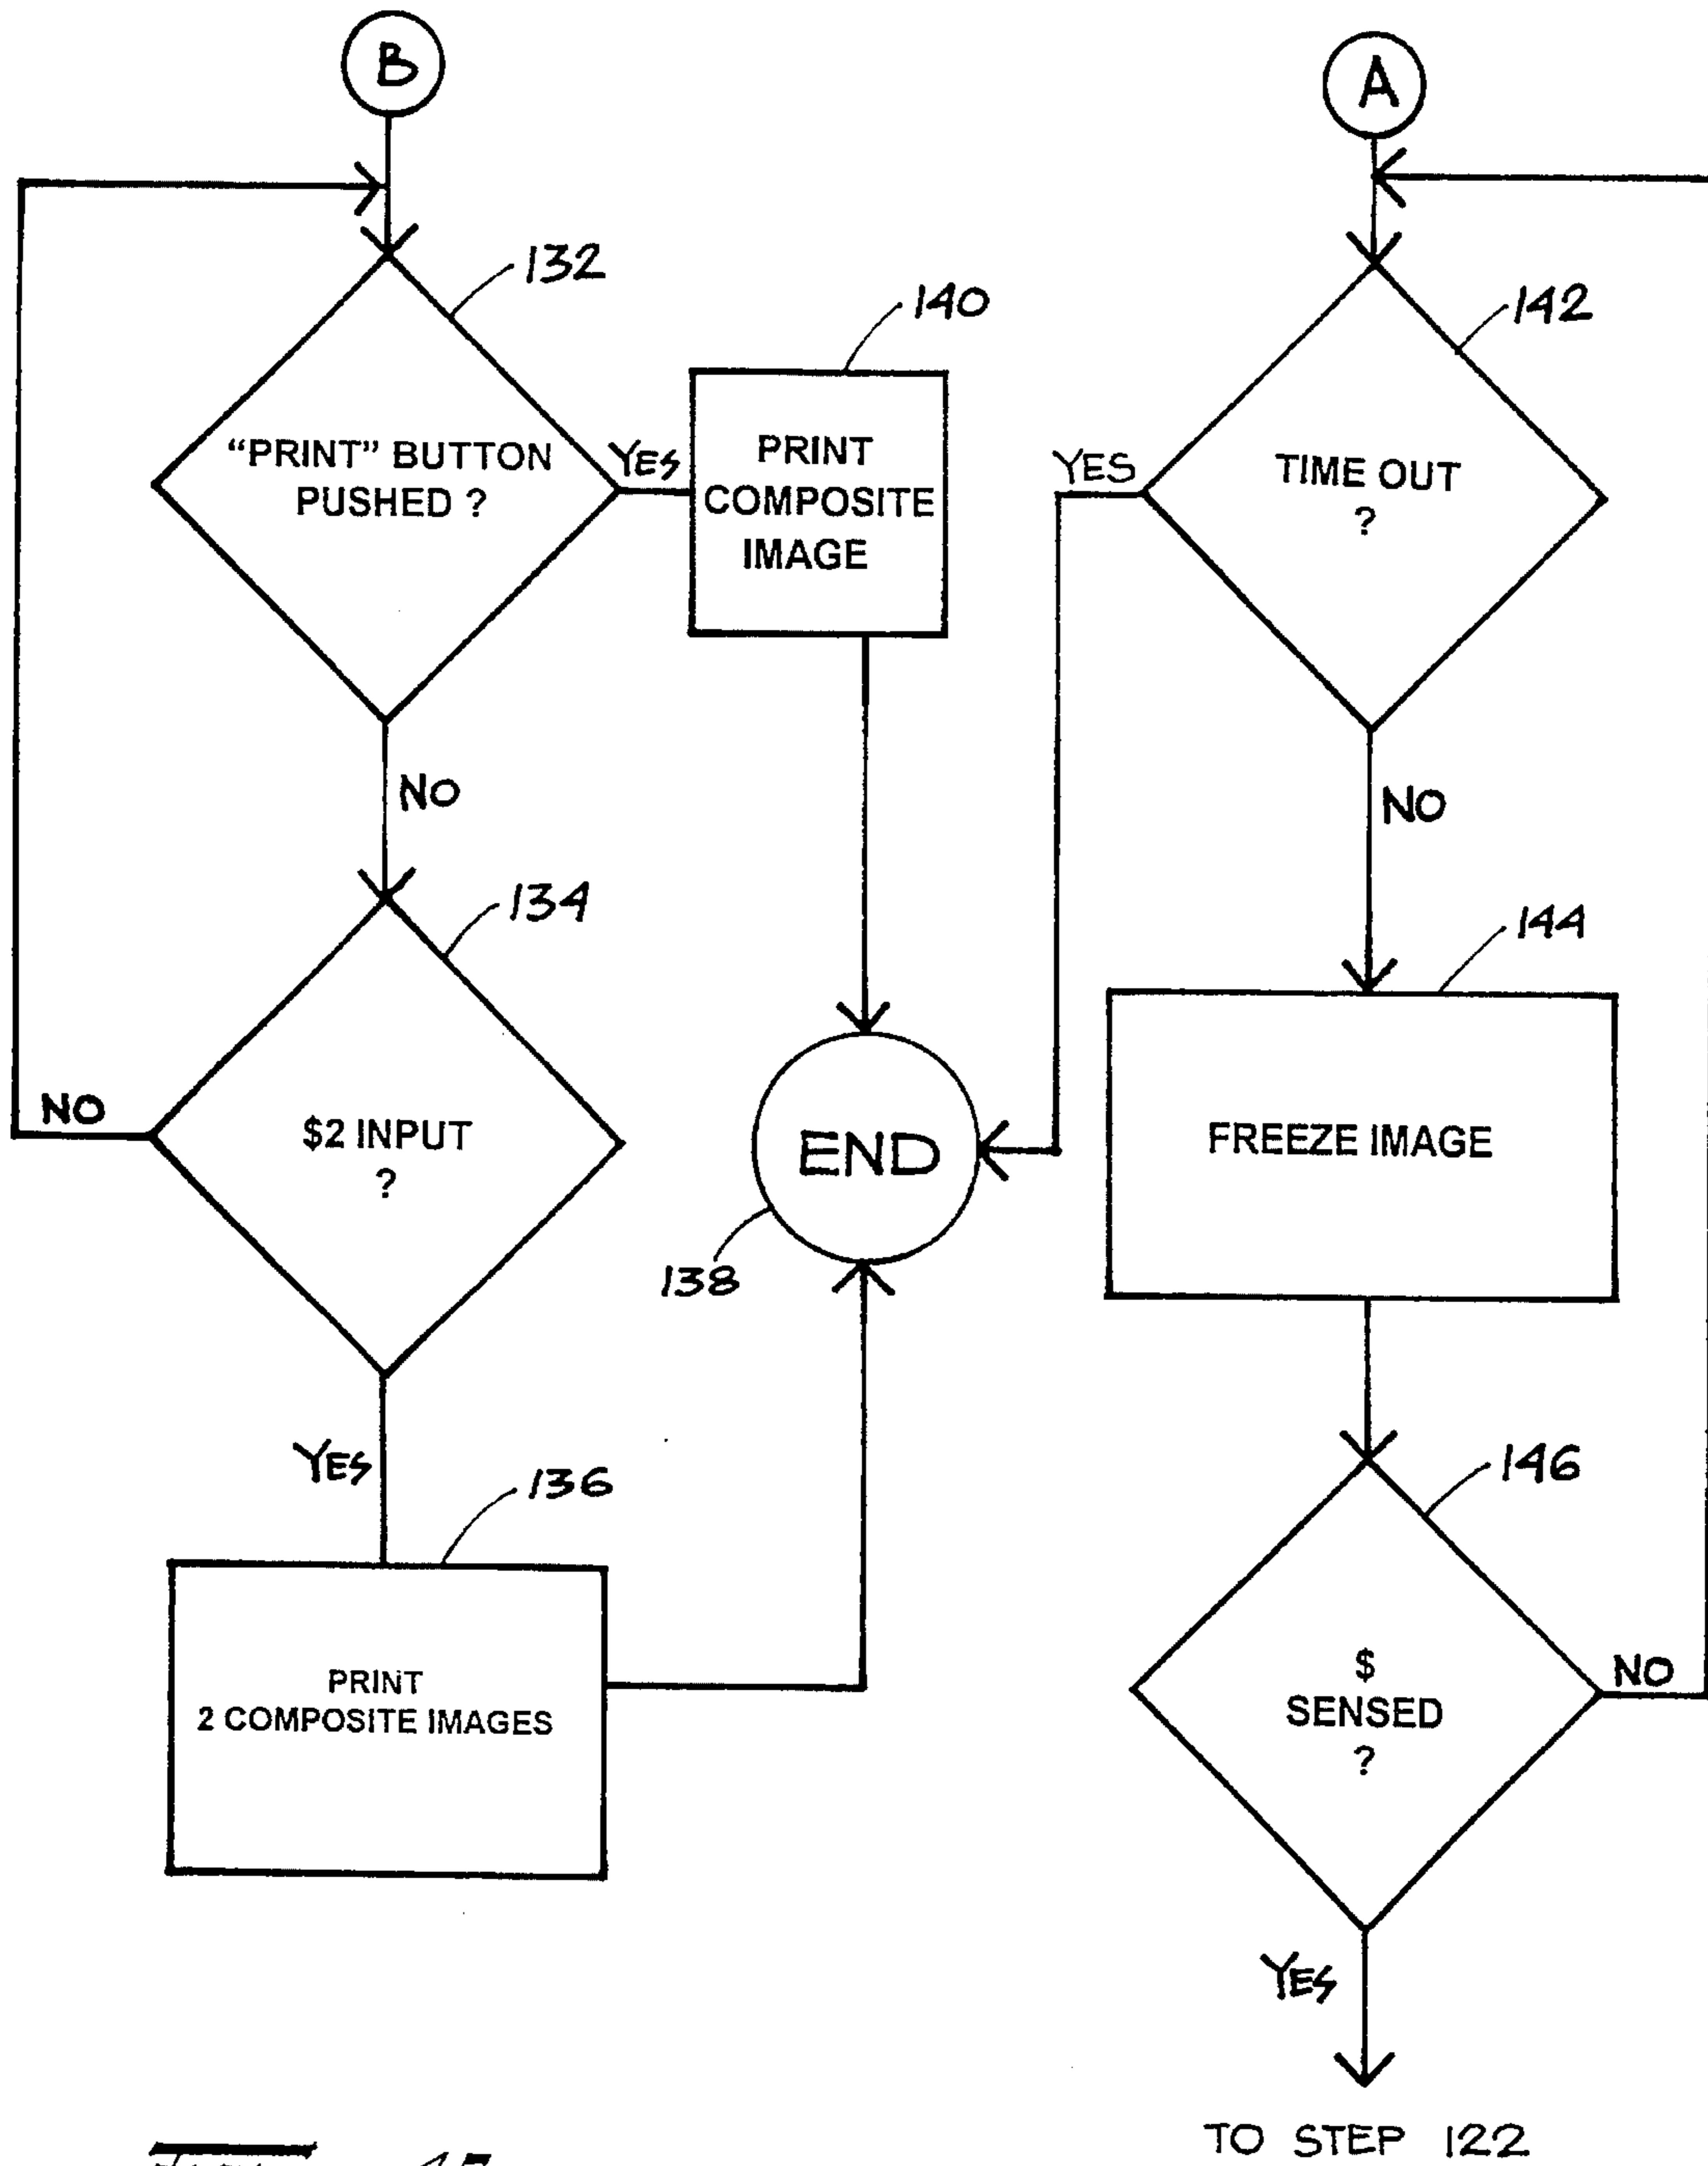 B
132
"PRINT" BUTTON
PUSHED ?
YES
140
PRINT
COMPOSITE
IMAGE
NO
134
$2 INPUT
?
NO
YES
136
PRINT
2 COMPOSITE IMAGES
END
138
A
142
TIME OUT
?
YES
NO
144
FREEZE IMAGE
146
$
SENSED
?
NO
YES
TO STEP 122